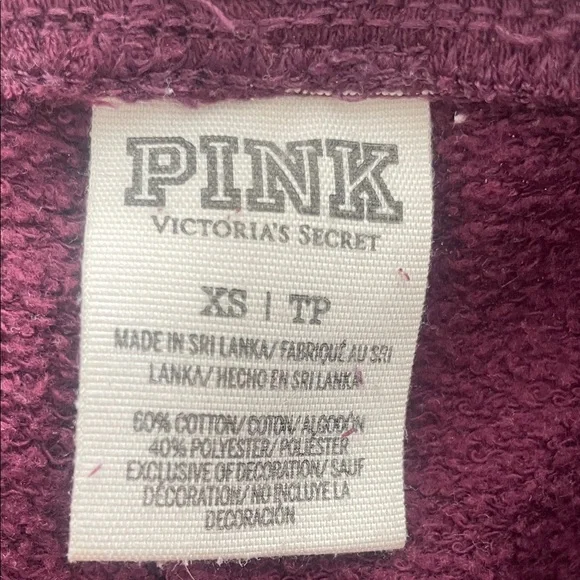 PINK
VICTORIA'S SECRET
XS | TP
MADE IN SRI LANKA/ FABRIQUÉ AU SRI
LANKA/ HECHO EN SRI LANKA
60% COTTON/ COTON/ ALGODÓN
40% POLYESTER/ POLIÉSTER
EXCLUSIVE OF DECORATION/ SAUF
DÉCORATION/ NO INCLUYE LA
DECORACIÓN